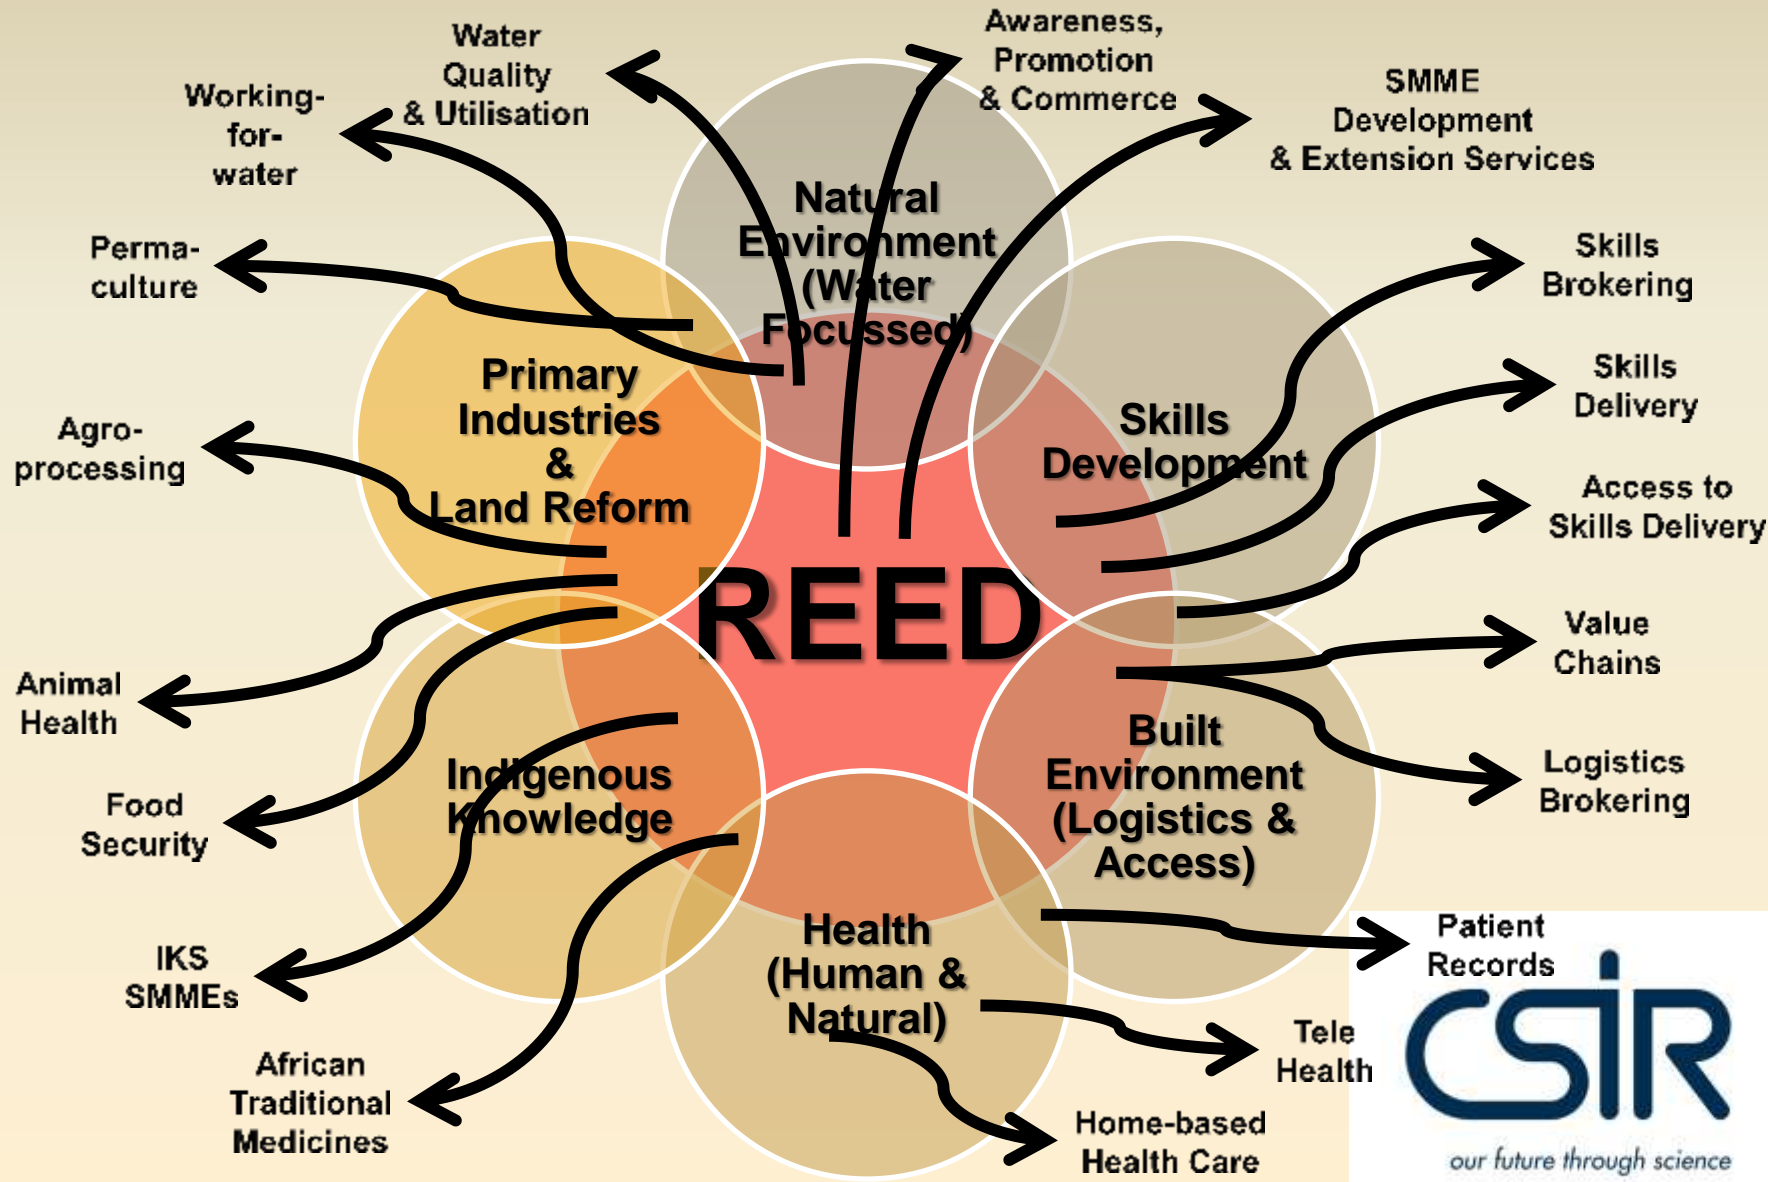 Water
Quality
& Utilisation
Awareness,
Promotion
& Commerce
SMME
Development
& Extension Services
Working-
for-
water
Perma-
culture
Agro-
processing
Animal
Health
Food
Security
IKS
SMMEs
African
Traditional
Medicines
Natural
Environment
(Water
Focussed)
Primary
Industries
&
Land Reform
Skills
Development
REED
Indigenous
Knowledge
Built
Environment
(Logistics &
Access)
Health
(Human &
Natural)
Skills
Brokering
Skills
Delivery
Access to
Skills Delivery
Value
Chains
Logistics
Brokering
Patient
Records
Tele
Health
Home-based
Health Care
CSIR
our future through science